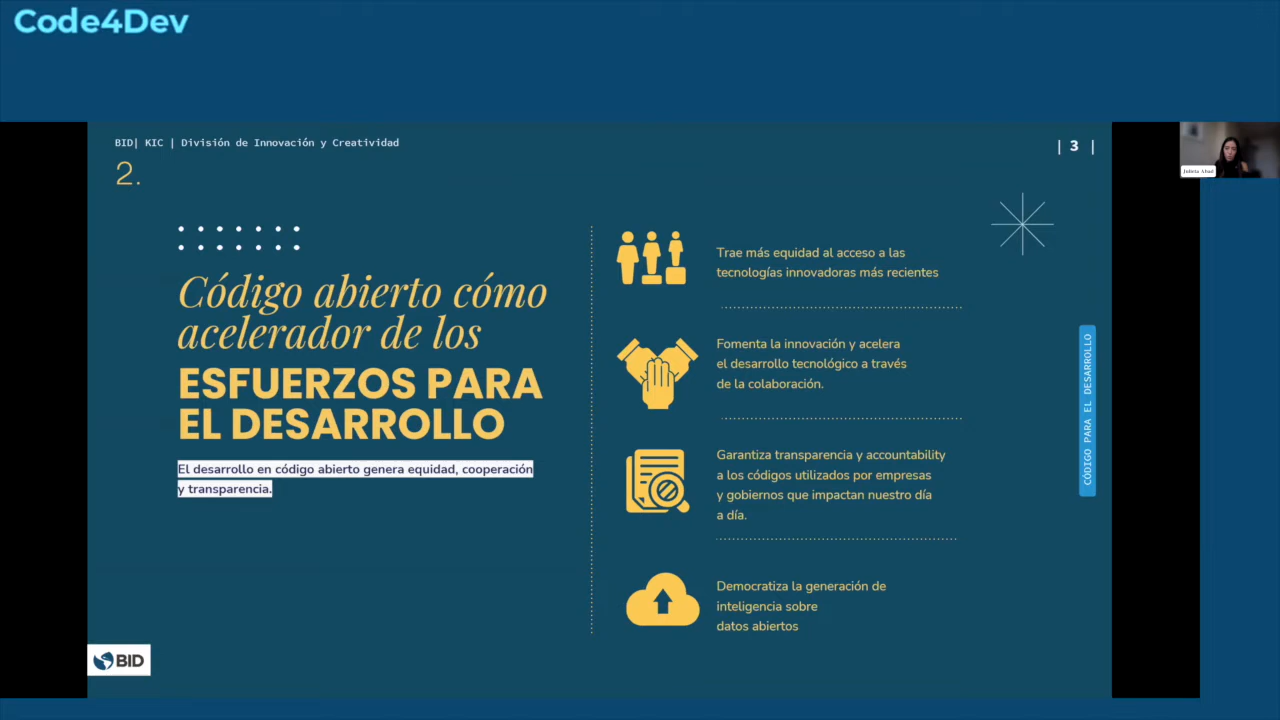 Code4Dev
BID| KIC | División de Innovación y Creatividad
| 3 |
2.
Código abierto cómo
acelerador de los
ESFUERZOS PARA
EL DESARROLLO
El desarrollo en código abierto genera equidad, cooperación
y transparencia.
Trae más equidad al acceso a las
tecnologías innovadoras más recientes
Fomenta la innovación y acelera
el desarrollo tecnológico a través
de la colaboración.
Garantiza transparencia y accountability
a los códigos utilizados por empresas
y gobiernos que impactan nuestro día
a día.
Democratiza la generación de
inteligencia sobre
datos abiertos
CÓDIGO PARA EL DESARROLLO
BID
Julieta Abad